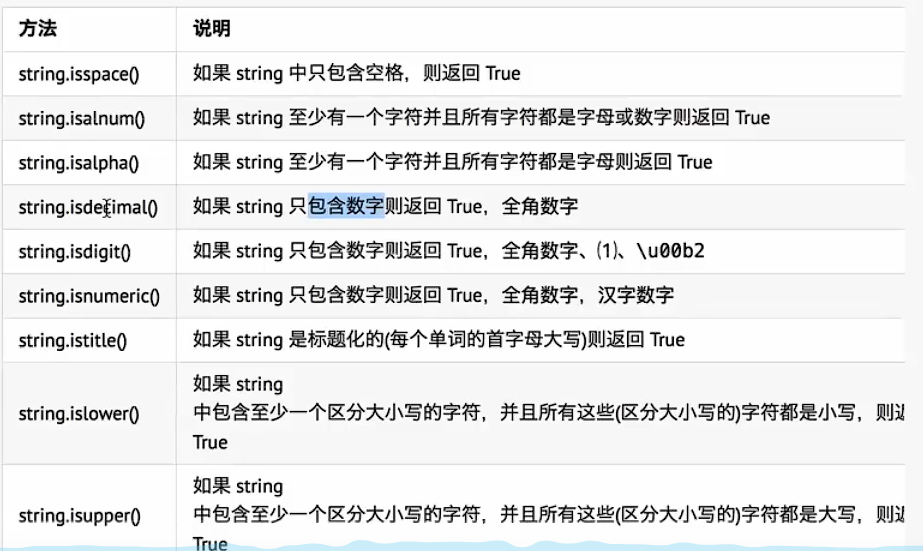 方法 说明
string.isspace() 如果 string 中只包含空格，则返回 True
string.isalnum() 如果 string 至少有一个字符并且所有字符都是字母或数字则返回 True
string.isalpha() 如果 string 至少有一个字符并且所有字符都是字母则返回 True
string.isdecimal() 如果 string 只包含数字则返回 True，全角数字
string.isdigit() 如果 string 只包含数字则返回 True，全角数字、⑴、\u00b2
string.isnumeric() 如果 string 只包含数字则返回 True，全角数字，汉字数字
string.istitle() 如果 string 是标题化的(每个单词的首字母大写)则返回 True
如果 string
string.islower() 中包含至少一个区分大小写的字符，并且所有这些(区分大小写的)字符都是小写，则返
True
如果 string
string.isupper() 中包含至少一个区分大小写的字符，并且所有这些(区分大小写的)字符都是大写，则返
True